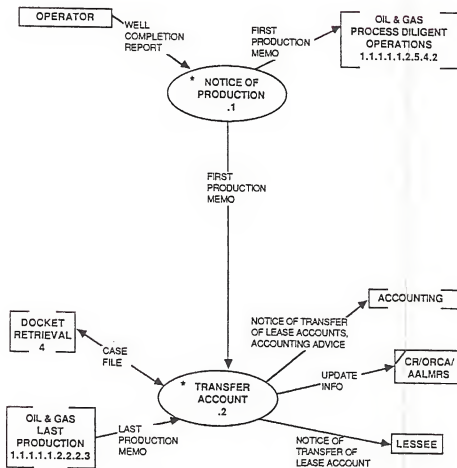 OPERATOR
WELL
COMPLETION
REPORT
FIRST
PRODUCTION
MEMO
OIL & GAS
PROCESS DILIGENT
OPERATIONS
1.1.1.1.1.2.5.4.2
* NOTICE OF
PRODUCTION
.1
FIRST
PRODUCTION
MEMO
ACCOUNTING
NOTICE OF TRANSFER
OF LEASE ACCOUNTS,
ACCOUNTING ADVICE
DOCKET
RETRIEVAL
4
CASE
FILE
* TRANSFER
ACCOUNT
.2
UPDATE
INFO
CR/ORCA/
AALMRS
OIL & GAS
LAST
PRODUCTION
1.1.1.1.1.2.2.2.3
LAST
PRODUCTION
MEMO
NOTICE OF
TRANSFER OF
LEASE ACCOUNT
LESSEE